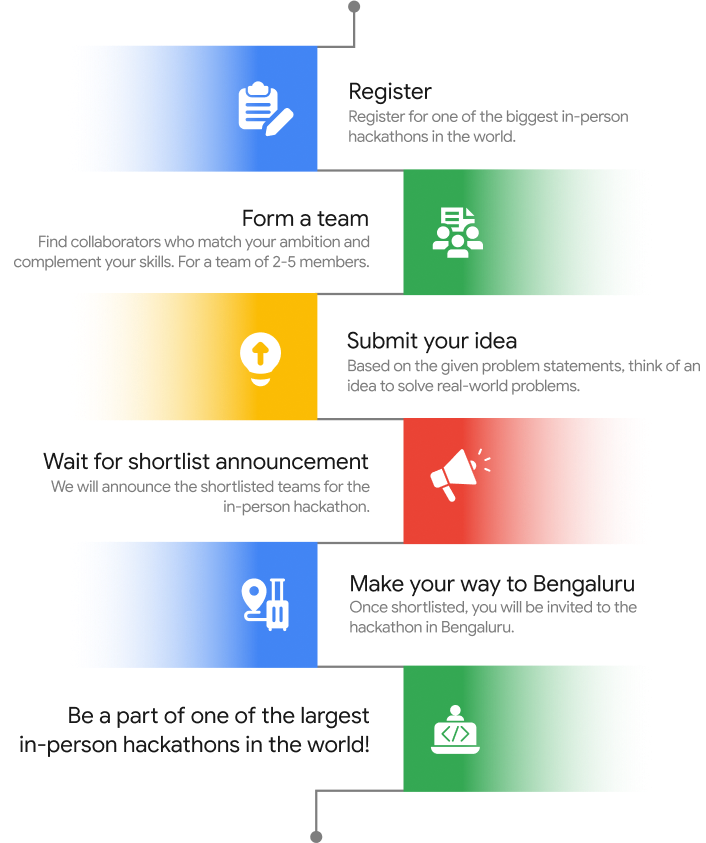 Register
Register for one of the biggest in-person
hackathons in the world.
Form a team
Find collaborators who match your ambition and
complement your skills. For a team of 2-5 members.
Submit your idea
Based on the given problem statements, think of an
idea to solve real-world problems.
Wait for shortlist announcement
We will announce the shortlisted teams for the
in-person hackathon.
Make your way to Bengaluru
Once shortlisted, you will be invited to the
hackathon in Bengaluru.
Be a part of one of the largest
in-person hackathons in the world!